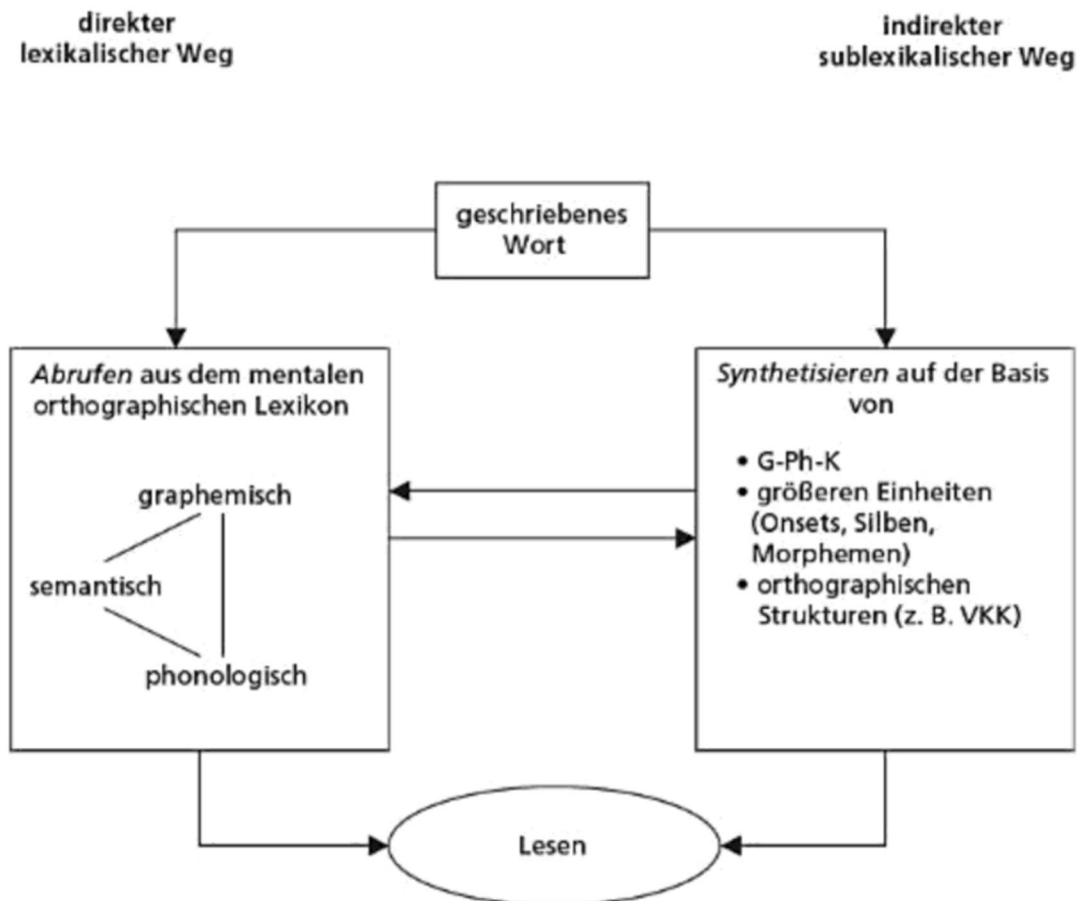 direkter
lexikalischer Weg
indirekter
sublexikalischer Weg
geschriebenes
Wort
Abrufen aus dem mentalen
orthographischen Lexikon
graphemisch
semantisch
phonologisch
Synthetisieren auf der Basis
von
• G-Ph-K
• größeren Einheiten
(Onsets, Silben,
Morphemen)
• orthographischen
Strukturen (z. B. VKK)
Lesen